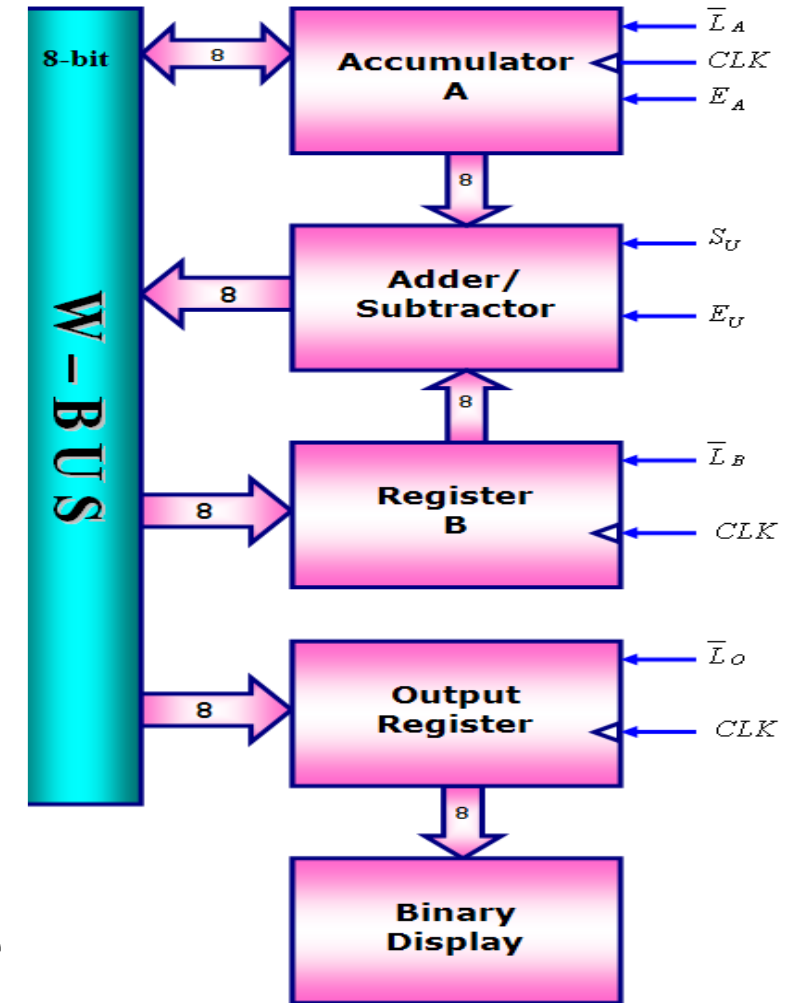 8-bit
W-BUS
8
Accumulator
A
L̅A
CLK
EA
8
8
Adder/
Subtractor
SU
EU
8
8
Register
B
L̅B
CLK
8
Output
Register
L̅O
CLK
8
Binary
Display